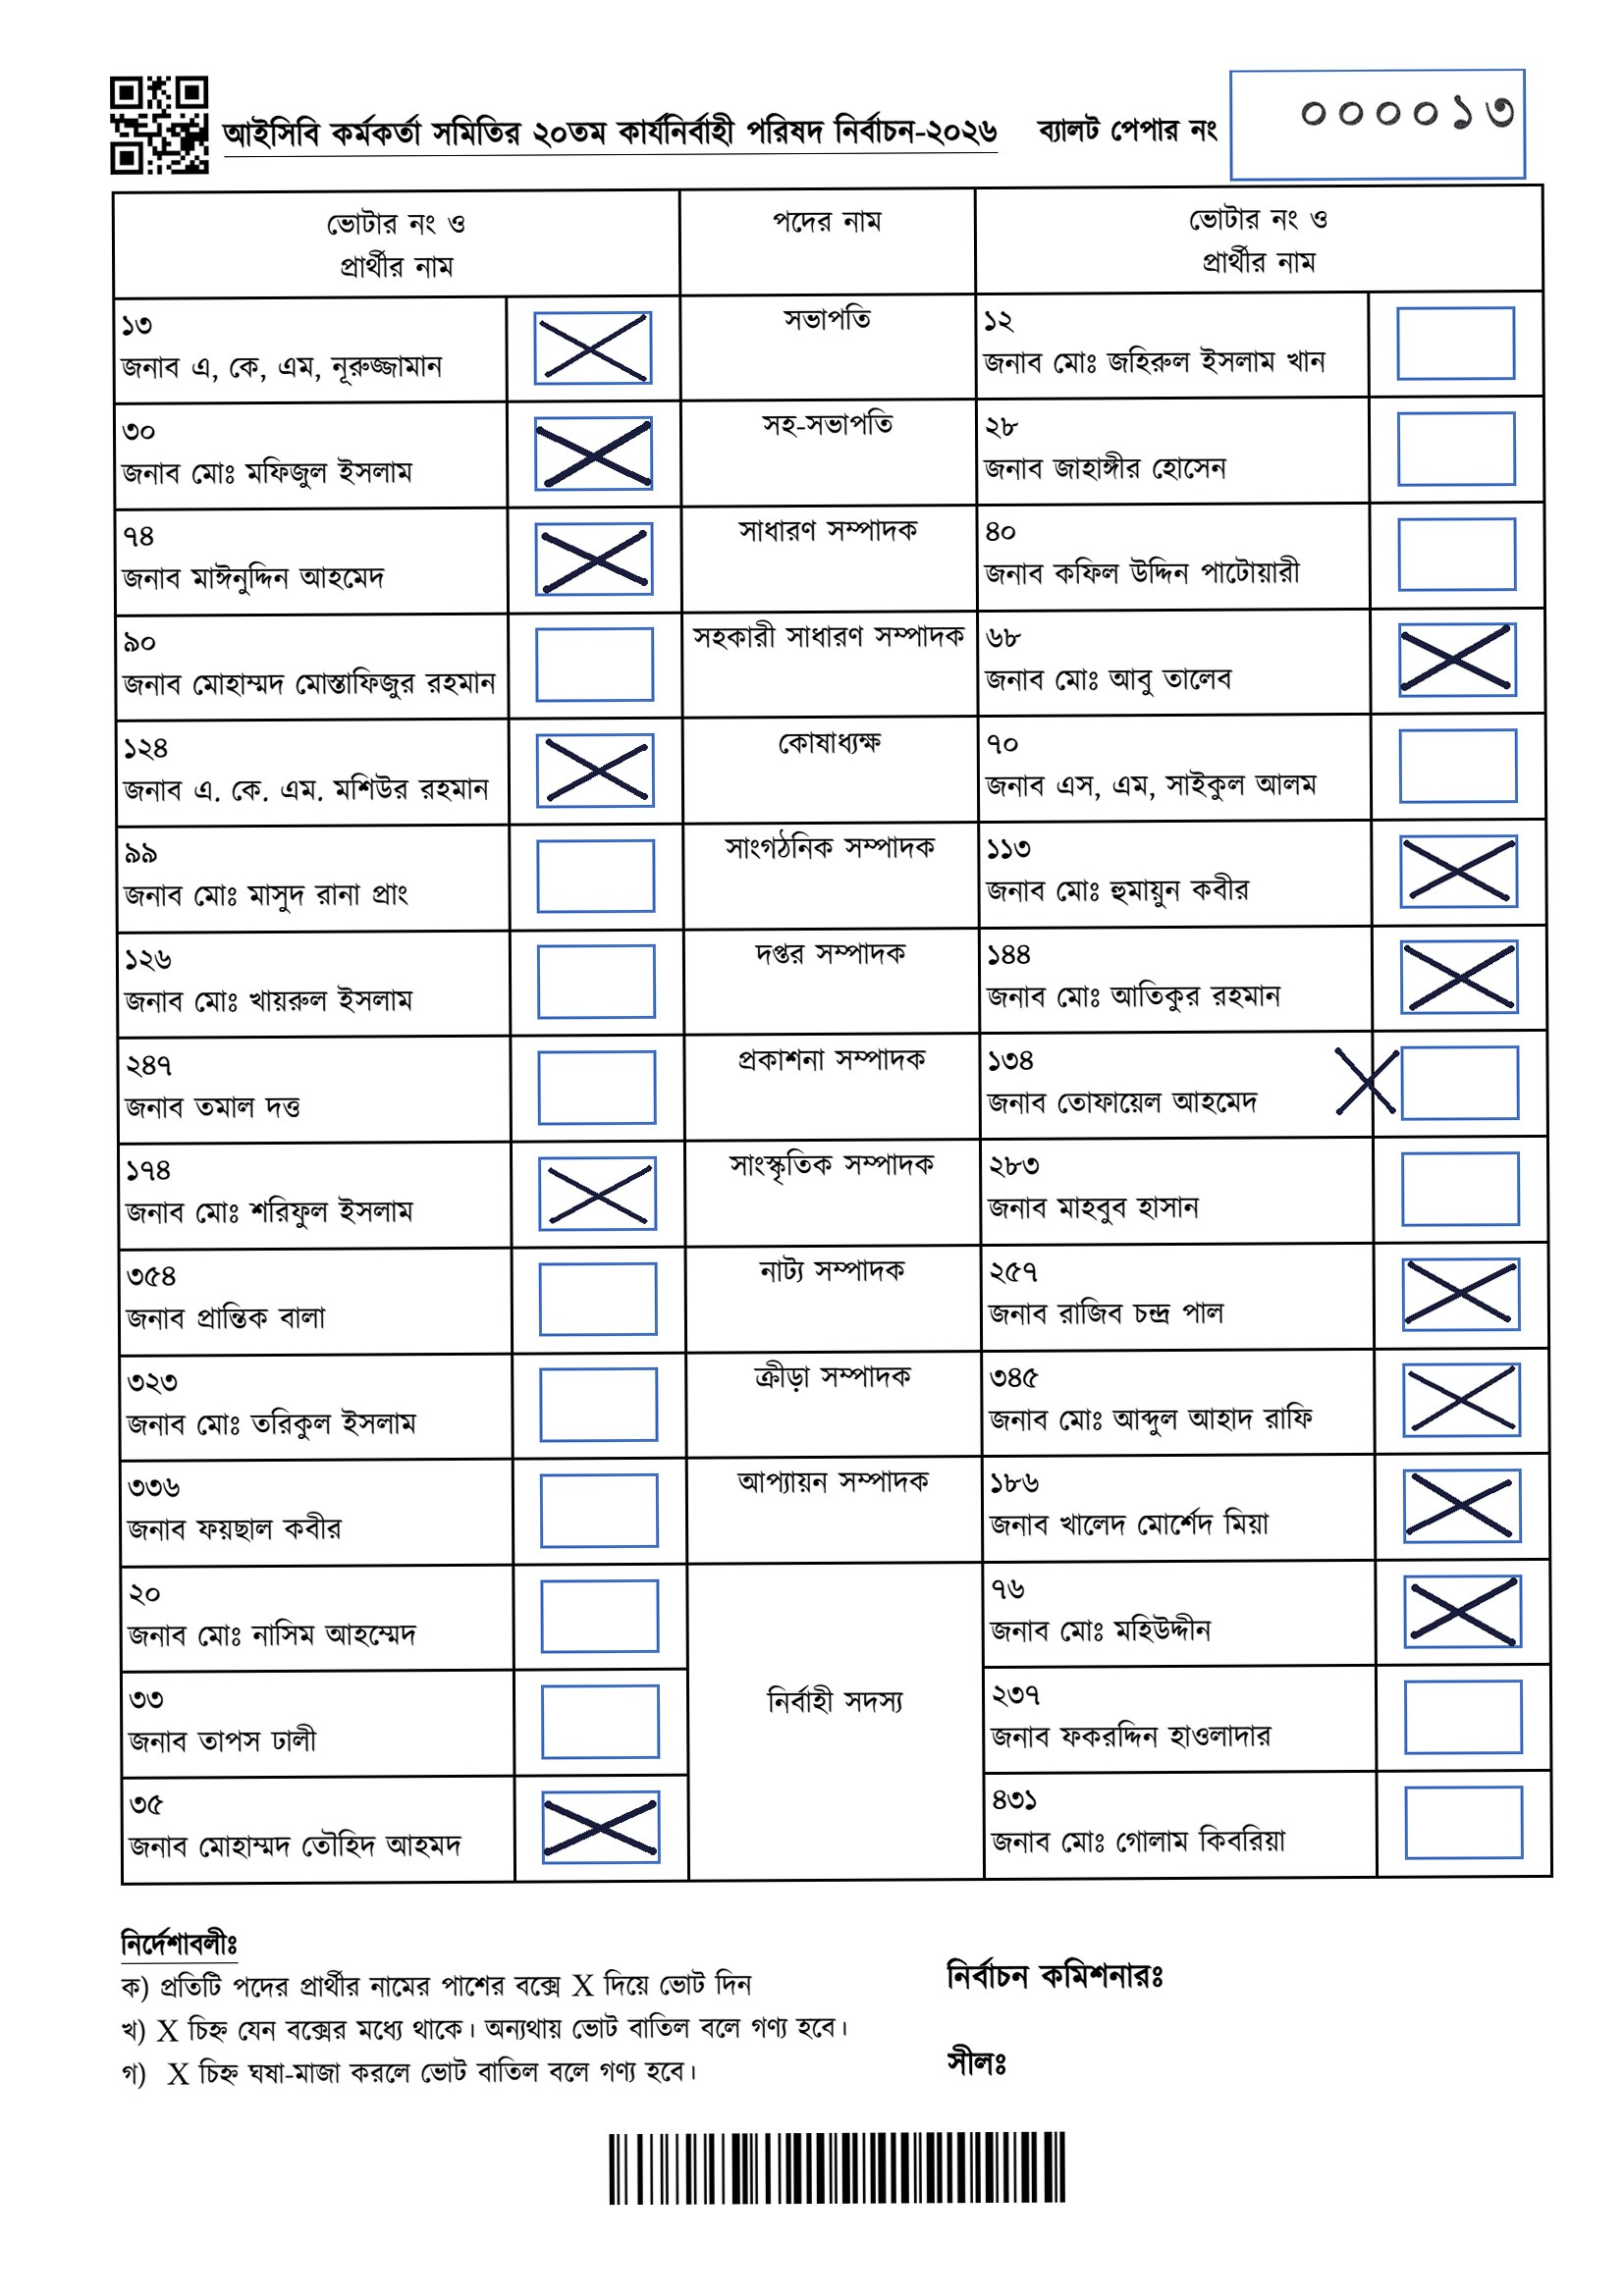 আইসিবি কর্মকর্তা সমিতির ২০তম কার্যনির্বাহী পরিষদ নির্বাচন-২০২৬ ব্যালট পেপার নং ০০০০১৩
ভোটার নং ও
প্রার্থীর নাম
পদের নাম
ভোটার নং ও
প্রার্থীর নাম
১৩
জনাব এ, কে, এম, নূরুজ্জামান
সভাপতি
১২
জনাব মোঃ জহিরুল ইসলাম খান
৩০
জনাব মোঃ মফিজুল ইসলাম
সহ-সভাপতি
২৮
জনাব জাহাঙ্গীর হোসেন
৭৪
জনাব মাঈনুদ্দিন আহমেদ
সাধারণ সম্পাদক
৪০
জনাব কফিল উদ্দিন পাটোয়ারী
৯০
জনাব মোহাম্মদ মোস্তাফিজুর রহমান
সহকারী সাধারণ সম্পাদক
৬৮
জনাব মোঃ আবু তালেব
১২৪
জনাব এ. কে. এম. মশিউর রহমান
কোষাধ্যক্ষ
৭০
জনাব এস, এম, সাইকুল আলম
৯৯
জনাব মোঃ মাসুদ রানা প্রাং
সাংগঠনিক সম্পাদক
১১৩
জনাব মোঃ হুমায়ুন কবীর
১২৬
জনাব মোঃ খায়রুল ইসলাম
দপ্তর সম্পাদক
১৪৪
জনাব মোঃ আতিকুর রহমান
২৪৭
জনাব তমাল দত্ত
প্রকাশনা সম্পাদক
১৩৪
জনাব তোফায়েল আহমেদ
১৭৪
জনাব মোঃ শরিফুল ইসলাম
সাংস্কৃতিক সম্পাদক
২৮৩
জনাব মাহবুব হাসান
৩৫৪
জনাব প্রান্তিক বালা
নাট্য সম্পাদক
২৫৭
জনাব রাজিব চন্দ্র পাল
৩২৩
জনাব মোঃ তরিকুল ইসলাম
ক্রীড়া সম্পাদক
৩৪৫
জনাব মোঃ আব্দুল আহাদ রাফি
৩৩৬
জনাব ফয়ছাল কবীর
আপ্যায়ন সম্পাদক
১৮৬
জনাব খালেদ মোর্শেদ মিয়া
২০
জনাব মোঃ নাসিম আহম্মেদ
৭৬
জনাব মোঃ মহিউদ্দীন
৩৩
জনাব তাপস ঢালী
নির্বাহী সদস্য
২৩৭
জনাব ফকরদ্দিন হাওলাদার
৩৫
জনাব মোহাম্মদ তৌহিদ আহমদ
৪৩১
জনাব মোঃ গোলাম কিবরিয়া
নির্দেশাবলীঃ
ক) প্রতিটি পদের প্রার্থীর নামের পাশের বক্সে X দিয়ে ভোট দিন
খ) X চিহ্ন যেন বক্সের মধ্যে থাকে। অন্যথায় ভোট বাতিল বলে গণ্য হবে।
গ) X চিহ্ন ঘষা-মাজা করলে ভোট বাতিল বলে গণ্য হবে।
নির্বাচন কমিশনারঃ
সীলঃ